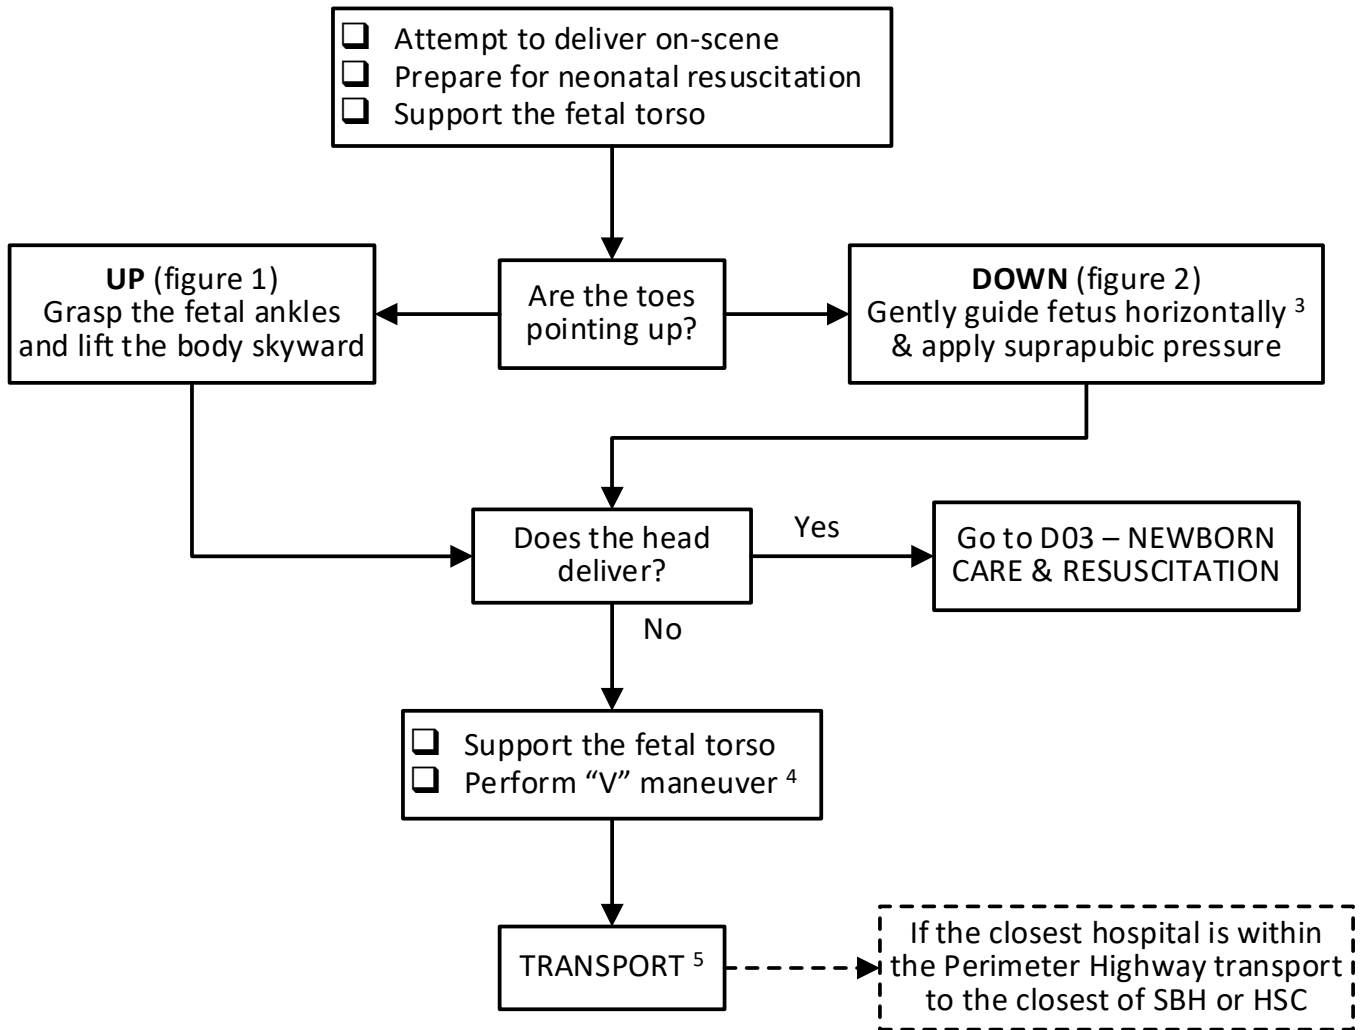 ❑ Attempt to deliver on-scene
❑ Prepare for neonatal resuscitation
❑ Support the fetal torso
UP (figure 1)
Grasp the fetal ankles
and lift the body skyward
Are the toes
pointing up?
DOWN (figure 2)
Gently guide fetus horizontally 3
& apply suprapubic pressure
Does the head
deliver?
Yes
Go to D03 – NEWBORN
CARE & RESUSCITATION
No
❑ Support the fetal torso
❑ Perform “V” maneuver 4
TRANSPORT 5
If the closest hospital is within
the Perimeter Highway transport
to the closest of SBH or HSC